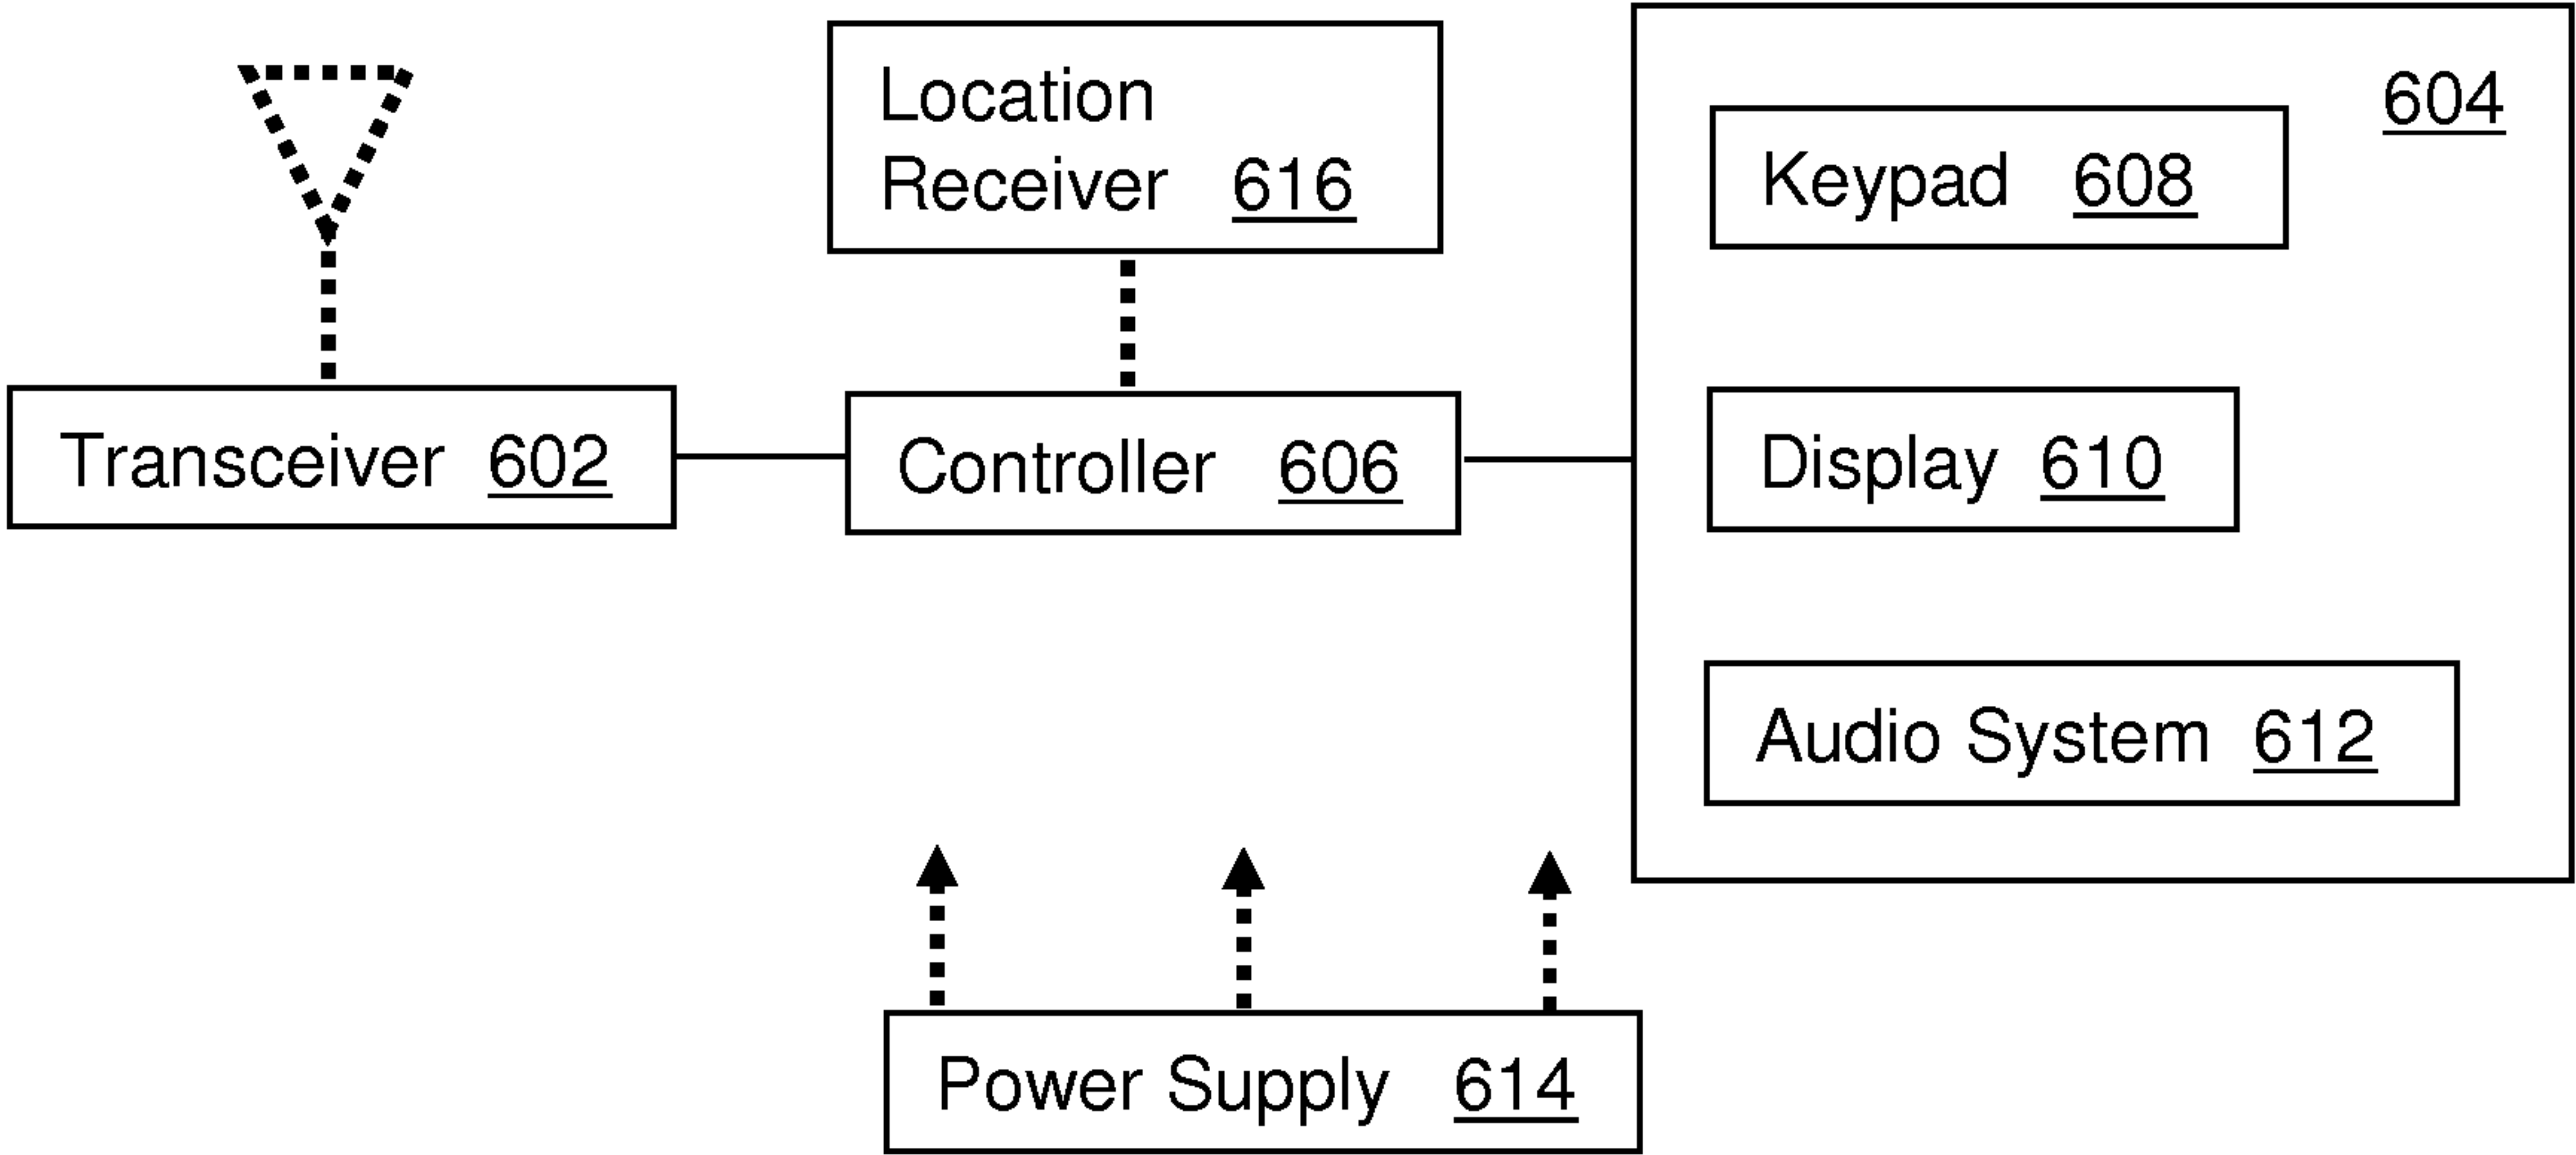 Location
Receiver 616
604
Keypad 608
Transceiver 602
Controller 606
Display 610
Audio System 612
Power Supply 614